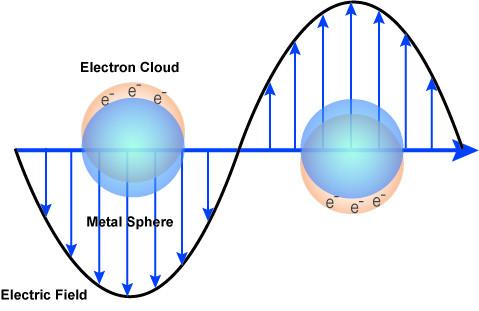 Electron Cloud
e⁻ e⁻ e⁻
Metal Sphere
e⁻ e⁻ e⁻
Electric Field